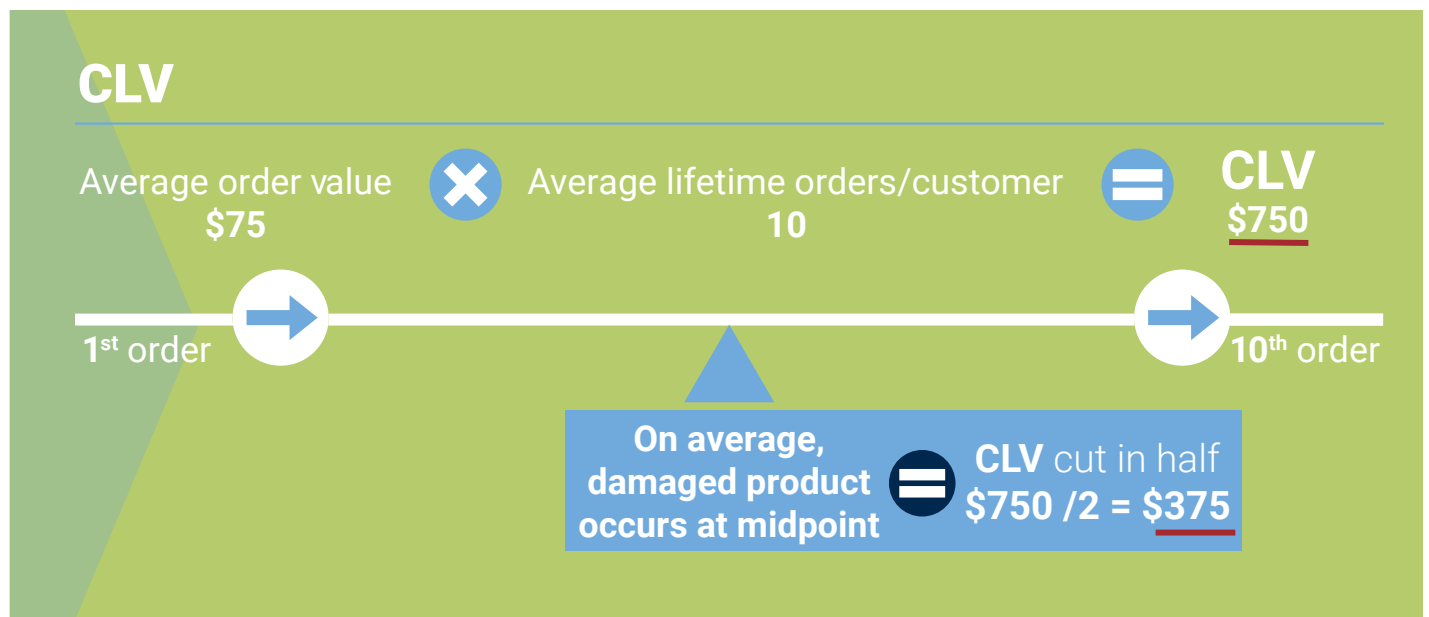 CLV
Average order value
$75
Average lifetime orders/customer
10
CLV
$750
1st order
10th order
On average,
damaged product
occurs at midpoint
CLV cut in half
$750 /2 = $375